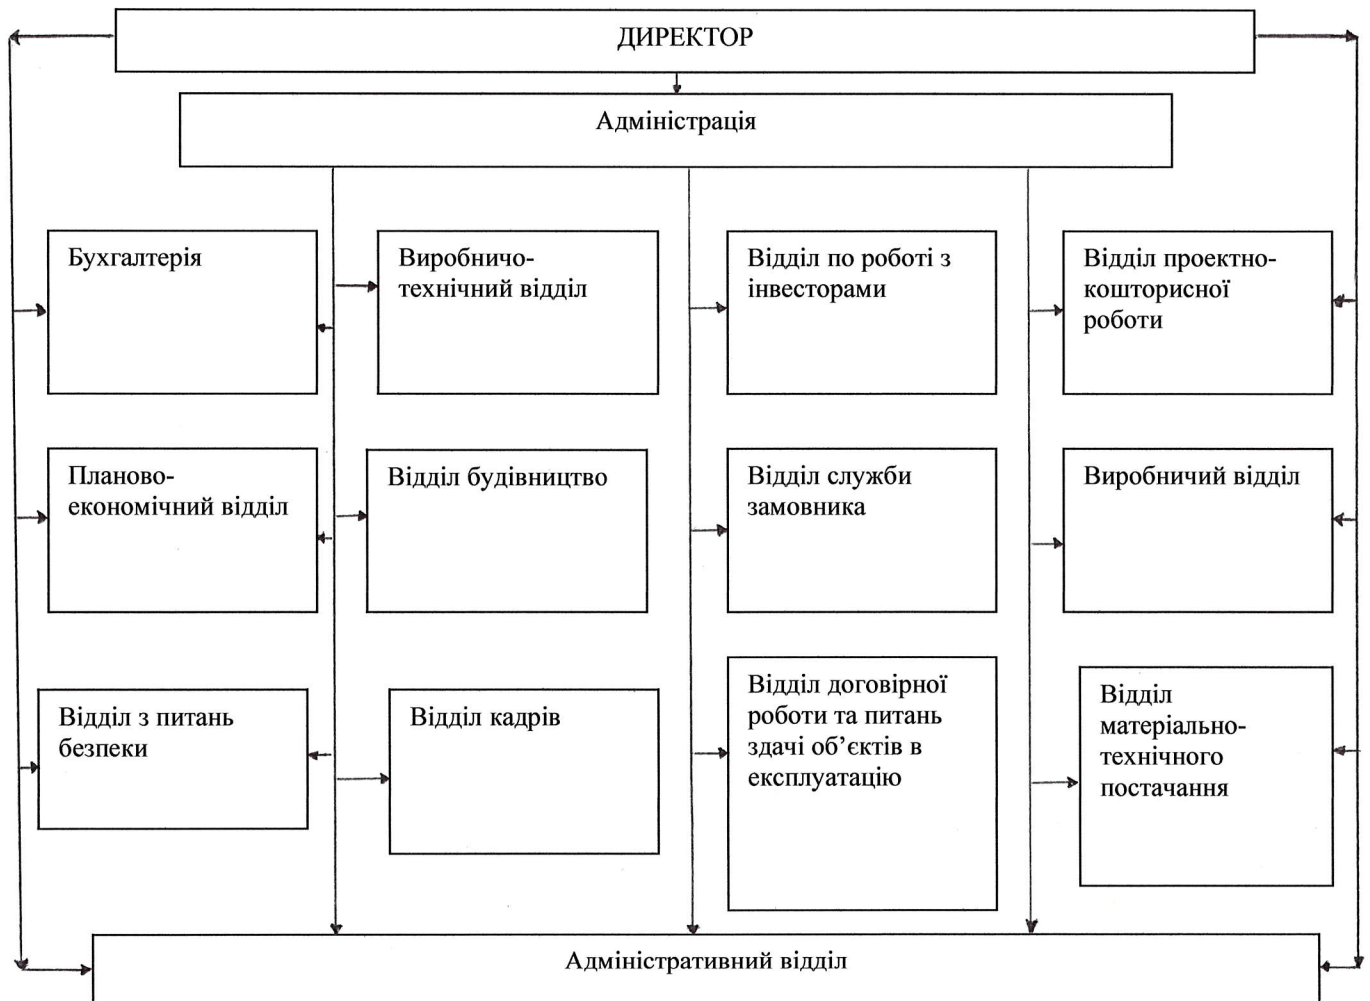 ДИРЕКТОР
Адміністрація
Бухгалтерія
Виробничо-
технічний відділ
Відділ по роботі з
інвесторами
Відділ проектно-
кошторисної
роботи
Планово-
економічний відділ
Відділ будівництво
Відділ служби
замовника
Виробничий відділ
Відділ з питань
безпеки
Відділ кадрів
Відділ договірної
роботи та питань
здачі об’єктів в
експлуатацію
Відділ
матеріально-
технічного
постачання
Адміністративний відділ